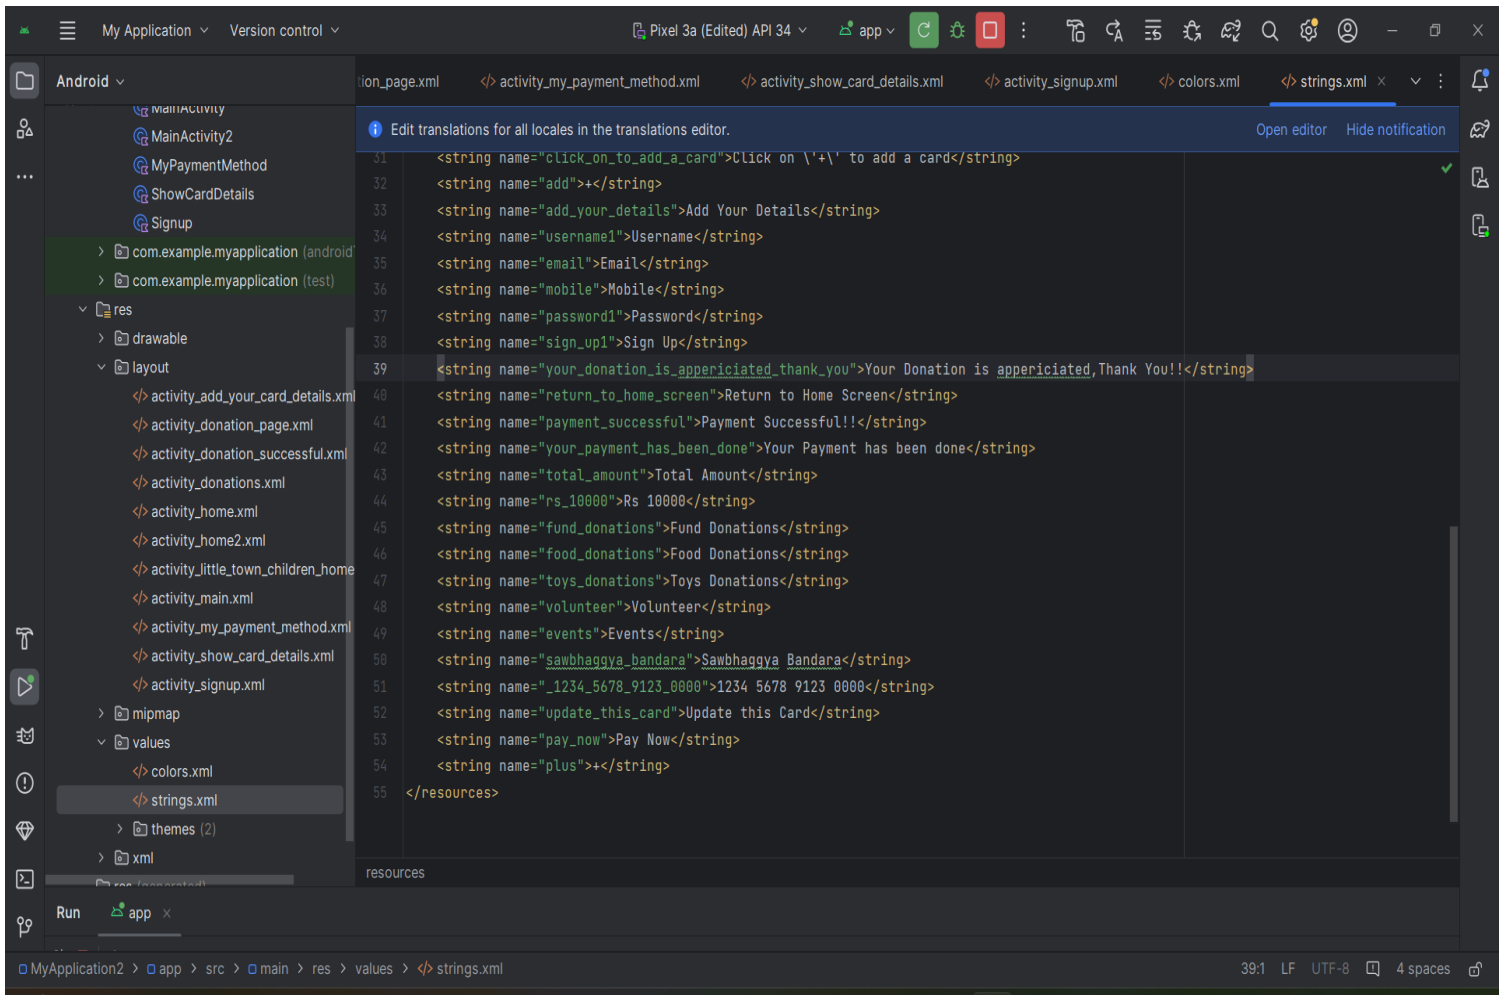 My Application
Version control
Pixel 3a (Edited) API 34
app
Android
tion_page.xml
activity_my_payment_method.xml
activity_show_card_details.xml
activity_signup.xml
colors.xml
strings.xml
Edit translations for all locales in the translations editor.
Open editor
Hide notification
MainActivity
MainActivity2
MyPaymentMethod
ShowCardDetails
Signup
com.example.myapplication (androidT
com.example.myapplication (test)
res
drawable
layout
activity_add_your_card_details.xml
activity_donation_page.xml
activity_donation_successful.xml
activity_donations.xml
activity_home.xml
activity_home2.xml
activity_little_town_children_home
activity_main.xml
activity_my_payment_method.xml
activity_show_card_details.xml
activity_signup.xml
mipmap
values
colors.xml
strings.xml
themes (2)
xml
res (generated)
31 <string name="click_on_to_add_a_card">Click on \'+\' to add a card</string>
32 <string name="add">+</string>
33 <string name="add_your_details">Add Your Details</string>
34 <string name="username1">Username</string>
35 <string name="email">Email</string>
36 <string name="mobile">Mobile</string>
37 <string name="password1">Password</string>
38 <string name="sign_up1">Sign Up</string>
39 <string name="your_donation_is_appericiated_thank_you">Your Donation is appericiated,Thank You!!</string>
40 <string name="return_to_home_screen">Return to Home Screen</string>
41 <string name="payment_successful">Payment Successful!!</string>
42 <string name="your_payment_has_been_done">Your Payment has been done</string>
43 <string name="total_amount">Total Amount</string>
44 <string name="rs_10000">Rs 10000</string>
45 <string name="fund_donations">Fund Donations</string>
46 <string name="food_donations">Food Donations</string>
47 <string name="toys_donations">Toys Donations</string>
48 <string name="volunteer">Volunteer</string>
49 <string name="events">Events</string>
50 <string name="sawbhaggya_bandara">Sawbhaggya Bandara</string>
51 <string name="_1234_5678_9123_0000">1234 5678 9123 0000</string>
52 <string name="update_this_card">Update this Card</string>
53 <string name="pay_now">Pay Now</string>
54 <string name="plus">+</string>
55 </resources>
resources
Run
app
MyApplication2 > app > src > main > res > values > strings.xml
39:1 LF UTF-8 4 spaces